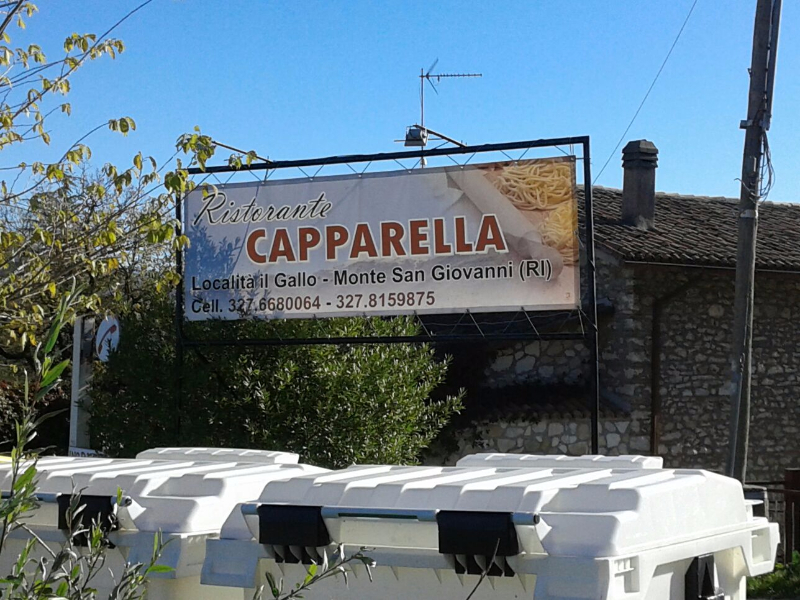 Ristorante
CAPPARELLA
Località il Gallo - Monte San Giovanni (RI)
Cell. 327.6680064 - 327.8159875